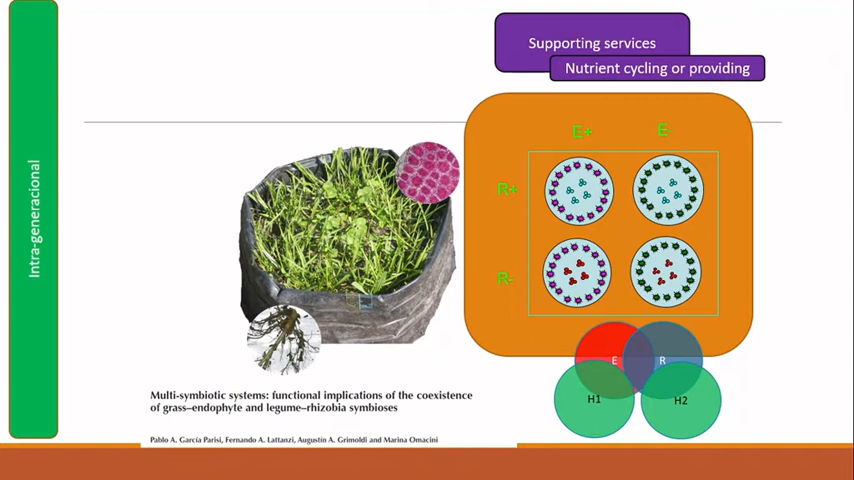 Intra-generacional
Supporting services
Nutrient cycling or providing
E+ E-
R+
R-
E R
H1 H2
Multi-symbiotic systems: functional implications of the coexistence
of grass–endophyte and legume–rhizobia symbioses
Pablo A. García Parisi, Fernando A. Lattanzi, Augustín A. Grimoldi and Marina Omacini